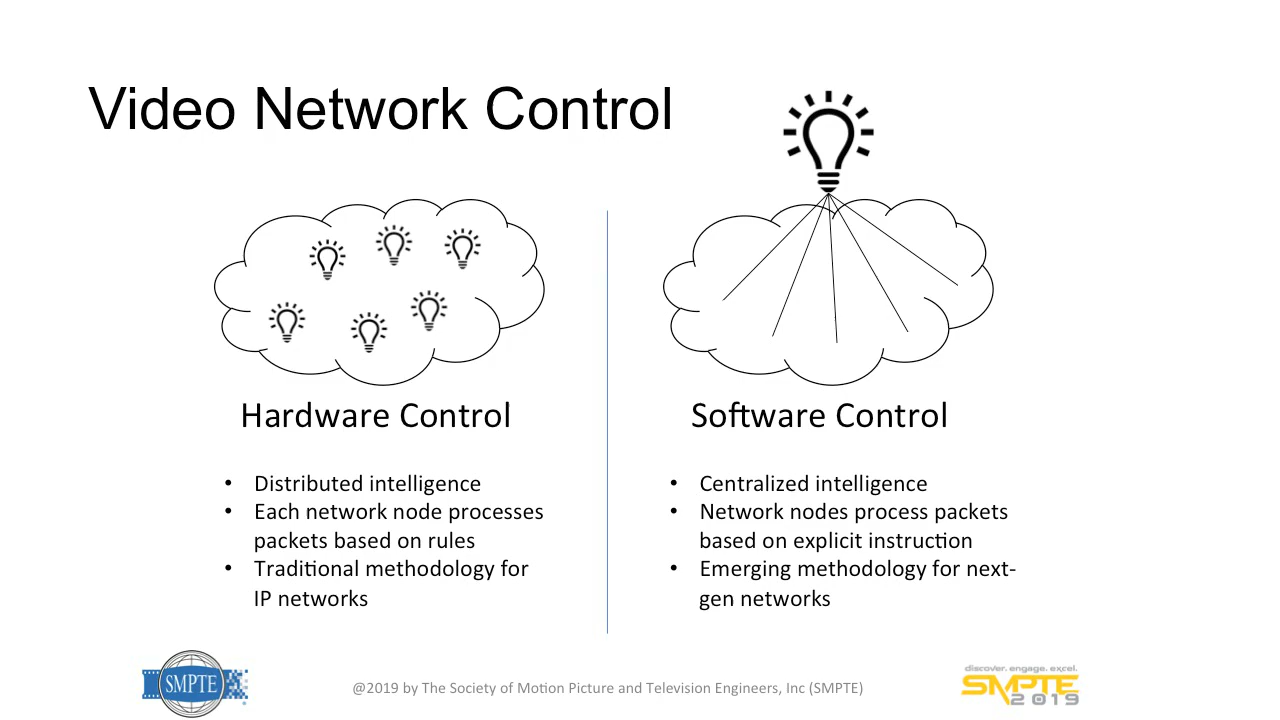 Video Network Control
Hardware Control
• Distributed intelligence
• Each network node processes
packets based on rules
• Traditional methodology for
IP networks
Software Control
• Centralized intelligence
• Network nodes process packets
based on explicit instruction
• Emerging methodology for next-
gen networks
SMPTE
@2019 by The Society of Motion Picture and Television Engineers, Inc (SMPTE)
discover. engage. excel.
SMPTE
2019